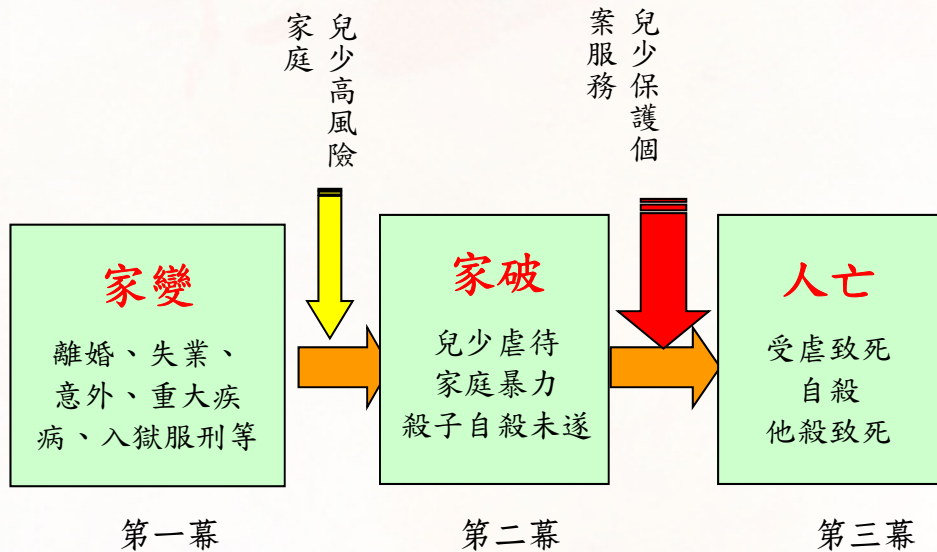 兒少高風險
家庭
兒少保護個
案服務
家變
離婚、失業、
意外、重大疾
病、入獄服刑等
家破
兒少虐待
家庭暴力
殺子自殺未遂
人亡
受虐致死
自殺
他殺致死
第一幕
第二幕
第三幕